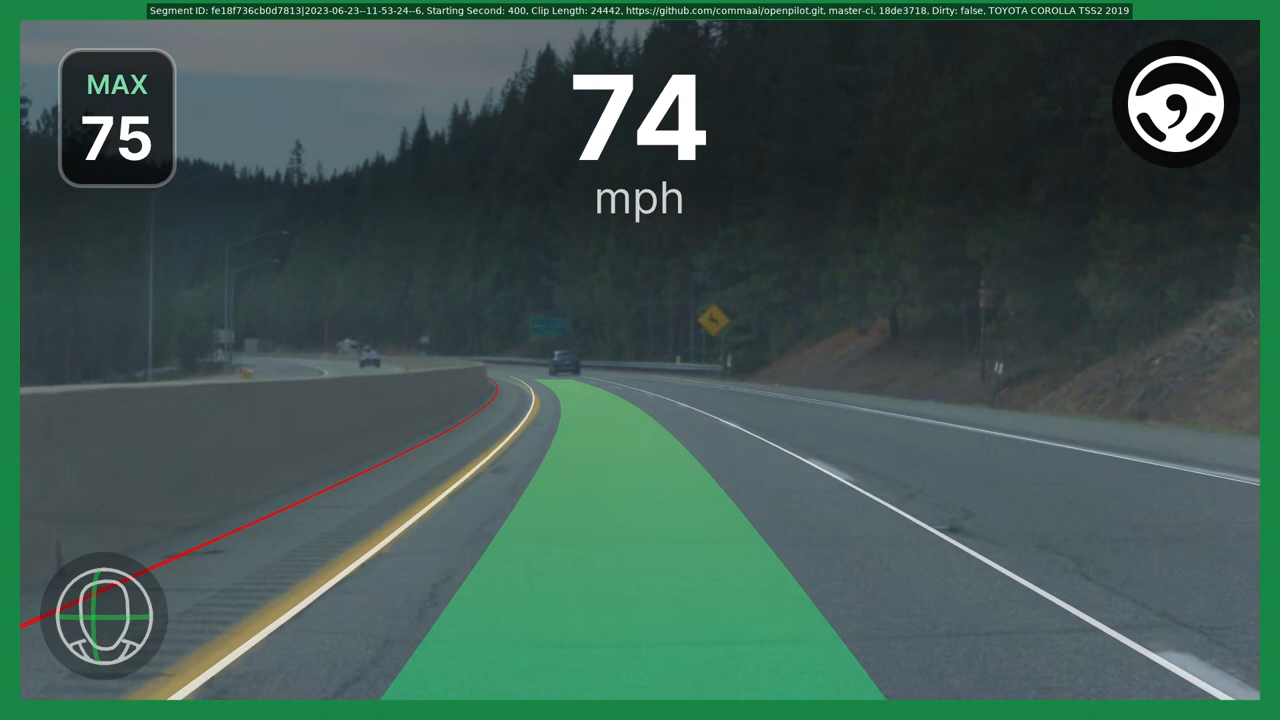 Segment ID: fe18f736cb0d7813|2023-06-23--11-53-24--6, Starting Second: 400, Clip Length: 24442, https://github.com/commaai/openpilot.git, master-ci, 18de3718, Dirty: false, TOYOTA COROLLA TSS2 2019
MAX
75
74
mph